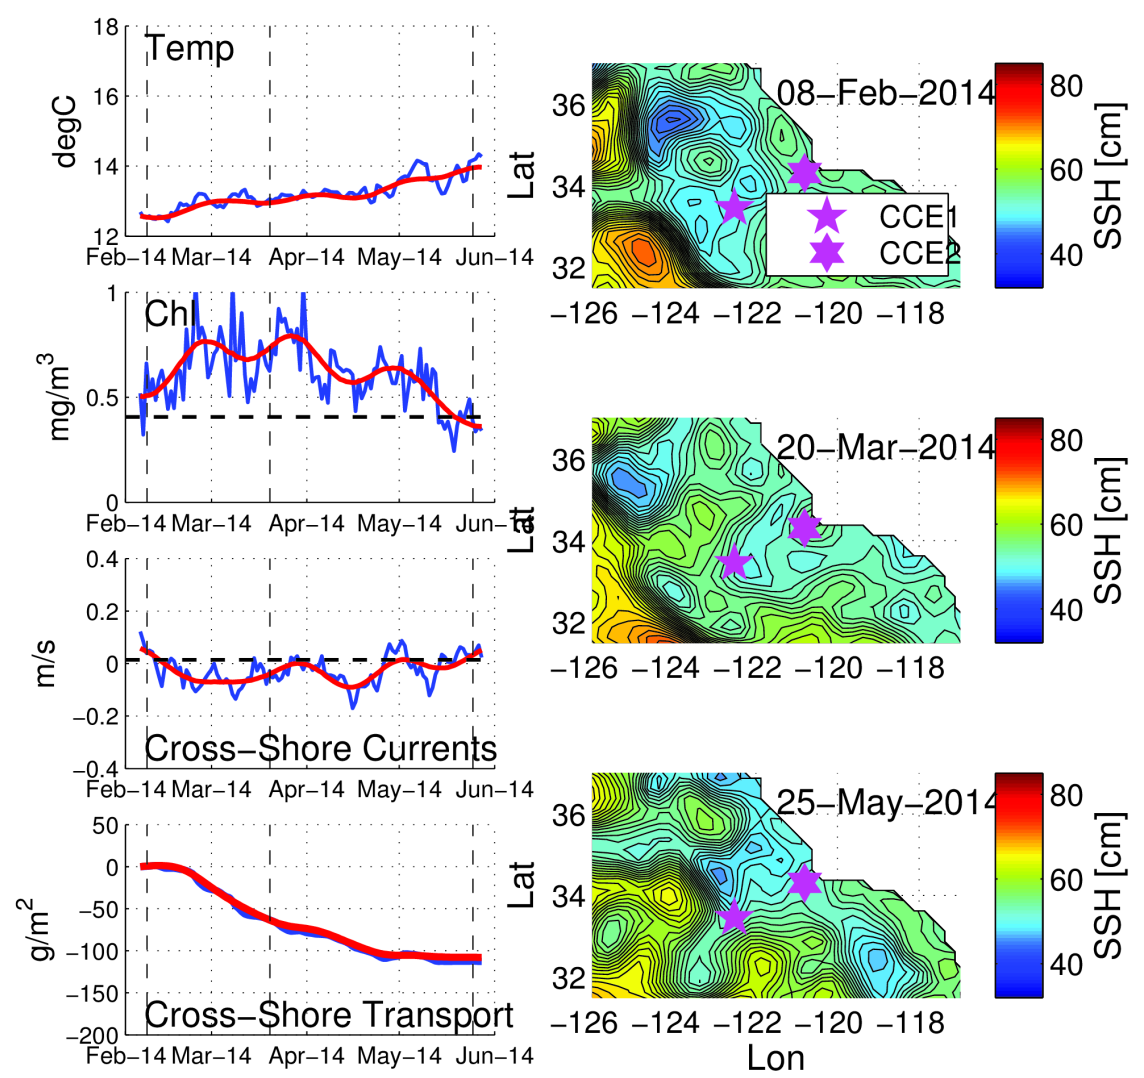 Temp
degC
18
16
14
12
Feb−14 Mar−14 Apr−14 May−14 Jun−14
Chl
mg/m3
1
0.5
0
Feb−14 Mar−14 Apr−14 May−14 Jun−14
m/s
0.4
0.2
0
−0.2
−0.4
Cross−Shore Currents
Feb−14 Mar−14 Apr−14 May−14 Jun−14
g/m2
50
0
−50
−100
−150
−200
Cross−Shore Transport
Feb−14 Mar−14 Apr−14 May−14 Jun−14
08−Feb−2014
Lat
36
34
32
CCE1
CCE2
−126 −124 −122 −120 −118
80
60
40
SSH [cm]
20−Mar−2014
Lat
36
34
32
−126 −124 −122 −120 −118
80
60
40
SSH [cm]
25−May−2014
Lat
36
34
32
−126 −124 −122 −120 −118
Lon
80
60
40
SSH [cm]